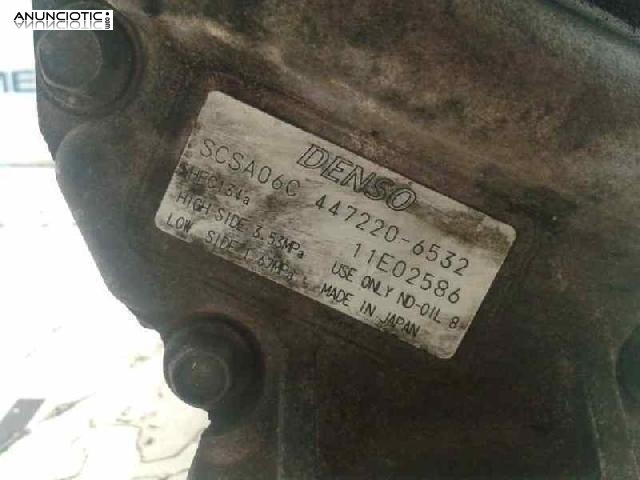 ANUNCIOTIC.com
DENSO
SCSA06C 447220-6532
HFC134a 11E02586
HIGH SIDE 3.53MPa USE ONLY ND-OIL 8
LOW SIDE 1.67MPa MADE IN JAPAN